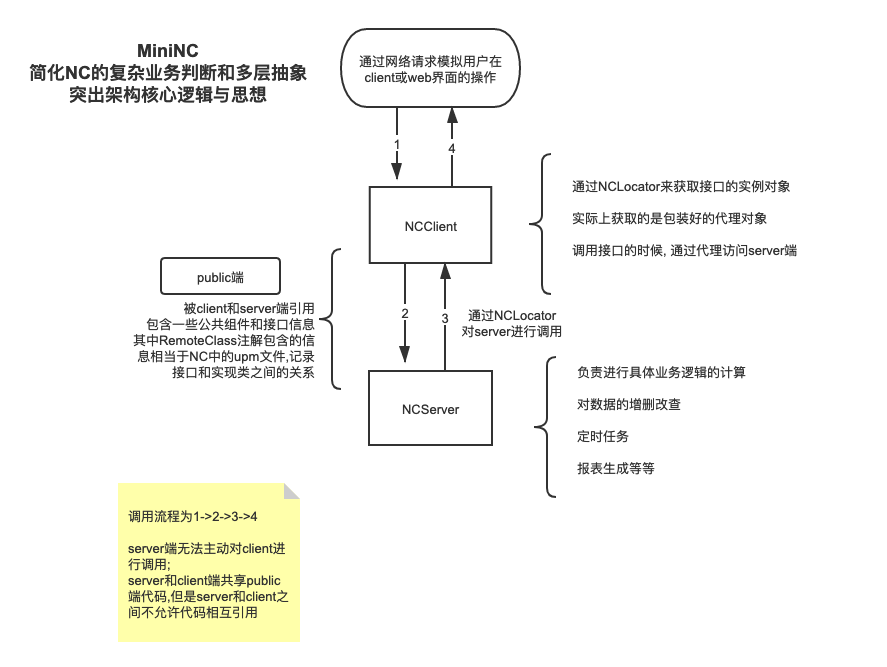 MiniNC
简化NC的复杂业务判断和多层抽象
突出架构核心逻辑与思想
通过网络请求模拟用户在
client或web界面的操作
1
4
NCClient
通过NCLocator来获取接口的实例对象
实际上获取的是包装好的代理对象
调用接口的时候, 通过代理访问server端
public端
被client和server端引用
包含一些公共组件和接口信息
其中RemoteClass注解包含的信
息相当于NC中的upm文件,记录
接口和实现类之间的关系
2
3
通过NCLocator
对server进行调用
NCServer
负责进行具体业务逻辑的计算
对数据的增删改查
定时任务
报表生成等等
调用流程为1->2->3->4
server端无法主动对client进
行调用;
server和client端共享public
端代码,但是server和client之
间不允许代码相互引用